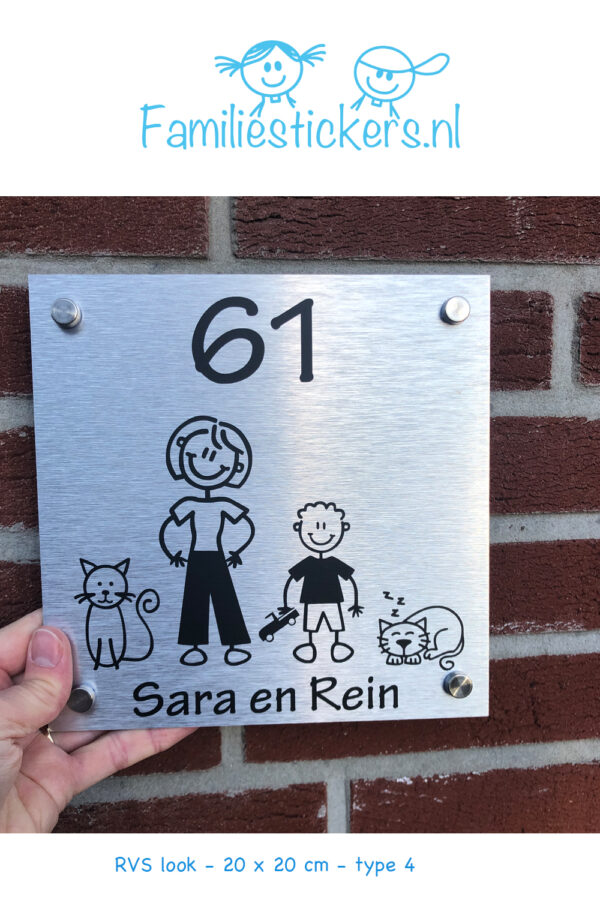 Familiestickers.nl
61
z z z
Sara en Rein
RVS look - 20 x 20 cm - type 4